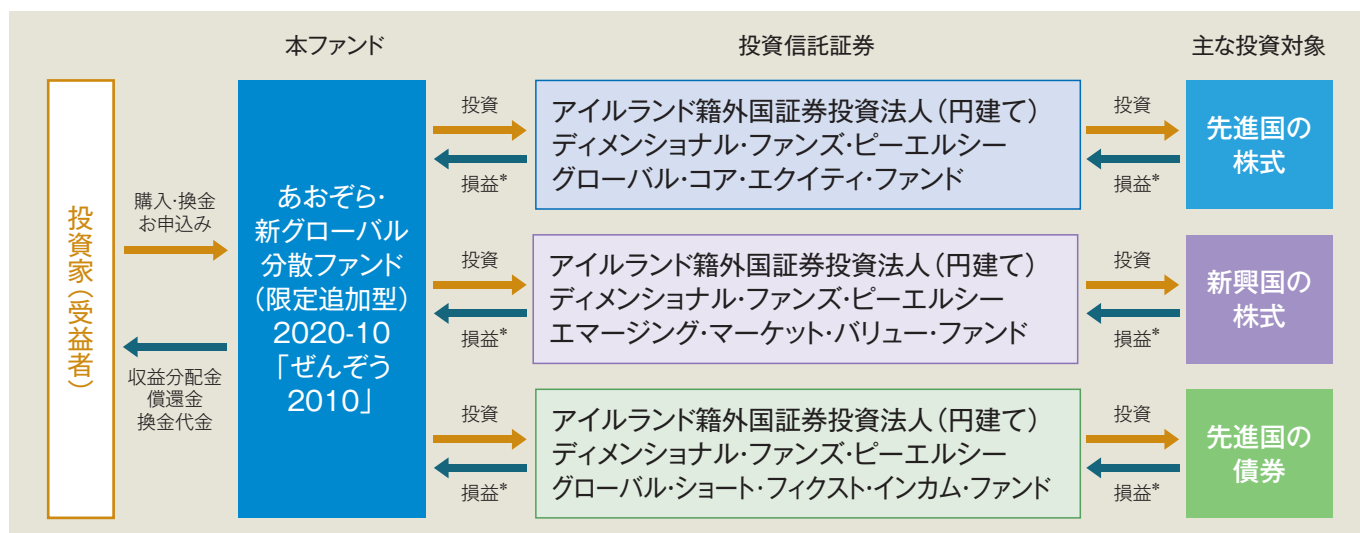 本ファンド
投資信託証券
主な投資対象
投資家（受益者）
購入・換金
お申込み
収益分配金
償還金
換金代金
あおぞら・
新グローバル
分散ファンド
（限定追加型）
2020-10
「ぜんぞう
2010」
投資
損益*
アイルランド籍外国証券投資法人（円建て）
ディメンショナル・ファンズ・ピーエルシー
グローバル・コア・エクイティ・ファンド
投資
損益*
先進国の
株式
投資
損益*
アイルランド籍外国証券投資法人（円建て）
ディメンショナル・ファンズ・ピーエルシー
エマージング・マーケット・バリュー・ファンド
投資
損益*
新興国の
株式
投資
損益*
アイルランド籍外国証券投資法人（円建て）
ディメンショナル・ファンズ・ピーエルシー
グローバル・ショート・フィクスト・インカム・ファンド
投資
損益*
先進国の
債券